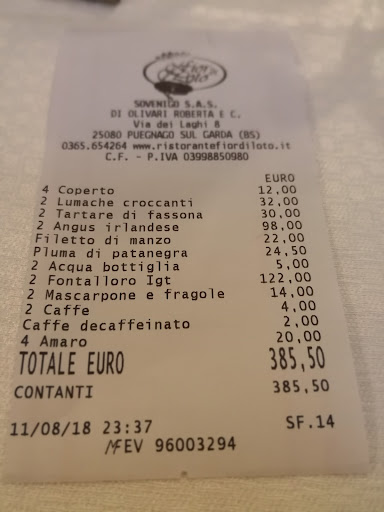 Fior di Loto
SOVENIGO S.A.S.
DI OLIVARI ROBERTA E C.
Via dei Laghi 8
25080 PUEGNAGO SUL GARDA (BS)
0365.654264 www.ristorantefiordiloto.it
C.F. - P.IVA 03998850980
EURO
4 Coperto 12,00
2 Lumache croccanti 32,00
2 Tartare di fassona 30,00
2 Angus irlandese 98,00
Filetto di manzo 22,00
Pluma di patanegra 24,50
2 Acqua bottiglia 5,00
2 Fontalloro Igt 122,00
2 Mascarpone e fragole 14,00
2 Caffe 4,00
Caffe decaffeinato 2,00
4 Amaro 20,00
TOTALE EURO 385,50
CONTANTI 385,50
11/08/18 23:37 SF.14
MFEV 96003294